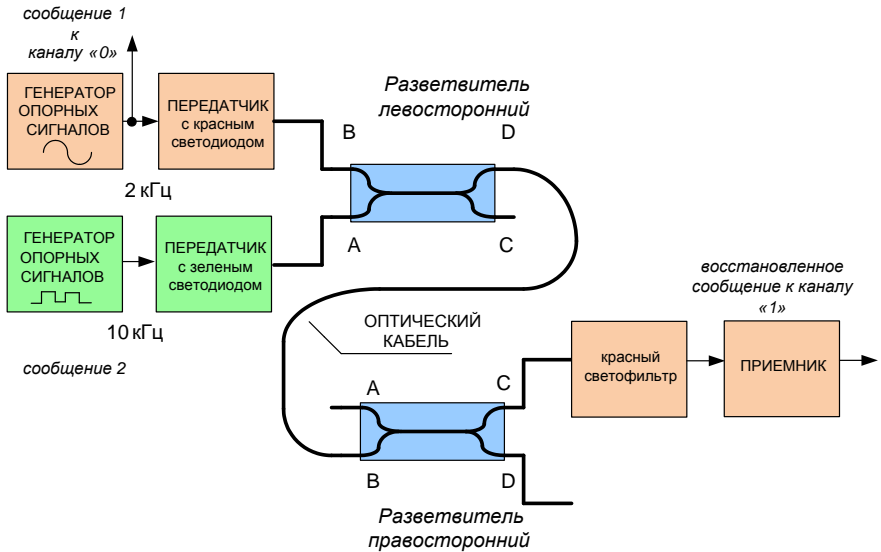 сообщение 1
к
каналу «0»
ГЕНЕРАТОР
ОПОРНЫХ
СИГНАЛОВ
ПЕРЕДАТЧИК
с красным
светодиодом
2 кГц
Разветвитель
левосторонний
B
D
A
C
ГЕНЕРАТОР
ОПОРНЫХ
СИГНАЛОВ
ПЕРЕДАТЧИК
с зеленым
светодиодом
10 кГц
сообщение 2
ОПТИЧЕСКИЙ
КАБЕЛЬ
восстановленное
сообщение к каналу
«1»
красный
светофильтр
ПРИЕМНИК
A
C
B
D
Разветвитель
правосторонний